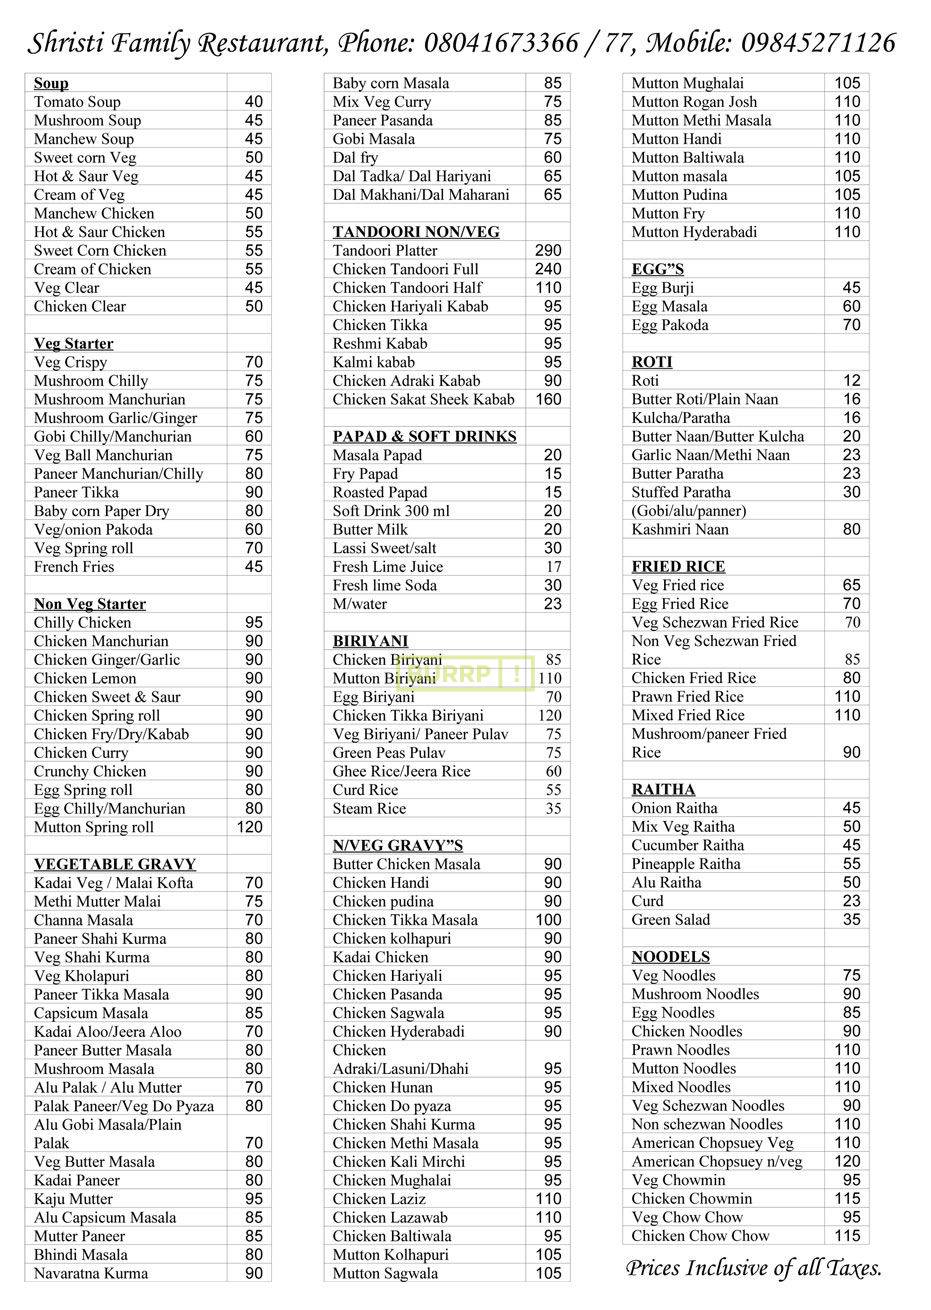 Shristi Family Restaurant, Phone: 08041673366 / 77, Mobile: 09845271126
Soup
Tomato Soup 40
Mushroom Soup 45
Manchew Soup 45
Sweet corn Veg 50
Hot & Saur Veg 45
Cream of Veg 45
Manchew Chicken 50
Hot & Saur Chicken 55
Sweet Corn Chicken 55
Cream of Chicken 55
Veg Clear 45
Chicken Clear 50
Veg Starter
Veg Crispy 70
Mushroom Chilly 75
Mushroom Manchurian 75
Mushroom Garlic/Ginger 75
Gobi Chilly/Manchurian 60
Veg Ball Manchurian 75
Paneer Manchurian/Chilly 80
Paneer Tikka 90
Baby corn Paper Dry 80
Veg/onion Pakoda 60
Veg Spring roll 70
French Fries 45
Non Veg Starter
Chilly Chicken 95
Chicken Manchurian 90
Chicken Ginger/Garlic 90
Chicken Lemon 90
Chicken Sweet & Saur 90
Chicken Spring roll 90
Chicken Fry/Dry/Kabab 90
Chicken Curry 90
Crunchy Chicken 90
Egg Spring roll 80
Egg Chilly/Manchurian 80
Mutton Spring roll 120
VEGETABLE GRAVY
Kadai Veg / Malai Kofta 70
Methi Mutter Malai 75
Channa Masala 70
Paneer Shahi Kurma 80
Veg Shahi Kurma 80
Veg Kholapuri 80
Paneer Tikka Masala 90
Capsicum Masala 85
Kadai Aloo/Jeera Aloo 70
Paneer Butter Masala 80
Mushroom Masala 80
Alu Palak / Alu Mutter 70
Palak Paneer/Veg Do Pyaza 80
Alu Gobi Masala/Plain
Palak 70
Veg Butter Masala 80
Kadai Paneer 80
Kaju Mutter 95
Alu Capsicum Masala 85
Mutter Paneer 85
Bhindi Masala 80
Navaratna Kurma 90
Baby corn Masala 85
Mix Veg Curry 75
Paneer Pasanda 85
Gobi Masala 75
Dal fry 60
Dal Tadka/ Dal Hariyani 65
Dal Makhani/Dal Maharani 65
TANDOORI NON/VEG
Tandoori Platter 290
Chicken Tandoori Full 240
Chicken Tandoori Half 110
Chicken Hariyali Kabab 95
Chicken Tikka 95
Reshmi Kabab 95
Kalmi kabab 95
Chicken Adraki Kabab 90
Chicken Sakat Sheek Kabab 160
PAPAD & SOFT DRINKS
Masala Papad 20
Fry Papad 15
Roasted Papad 15
Soft Drink 300 ml 20
Butter Milk 20
Lassi Sweet/salt 30
Fresh Lime Juice 17
Fresh lime Soda 30
M/water 23
BIRIYANI
Chicken Biriyani 85
BURRP !
Mutton Biriyani 110
Egg Biriyani 70
Chicken Tikka Biriyani 120
Veg Biriyani/ Paneer Pulav 75
Green Peas Pulav 75
Ghee Rice/Jeera Rice 60
Curd Rice 55
Steam Rice 35
N/VEG GRAVY"S
Butter Chicken Masala 90
Chicken Handi 90
Chicken pudina 90
Chicken Tikka Masala 100
Chicken kolhapuri 90
Kadai Chicken 90
Chicken Hariyali 95
Chicken Pasanda 95
Chicken Sagwala 95
Chicken Hyderabadi 90
Chicken
Adraki/Lasuni/Dhahi 95
Chicken Hunan 95
Chicken Do pyaza 95
Chicken Shahi Kurma 95
Chicken Methi Masala 95
Chicken Kali Mirchi 95
Chicken Mughalai 95
Chicken Laziz 110
Chicken Lazawab 110
Chicken Baltiwala 95
Mutton Kolhapuri 105
Mutton Sagwala 105
Mutton Mughalai 105
Mutton Rogan Josh 110
Mutton Methi Masala 110
Mutton Handi 110
Mutton Baltiwala 110
Mutton masala 105
Mutton Pudina 105
Mutton Fry 110
Mutton Hyderabadi 110
EGG"S
Egg Burji 45
Egg Masala 60
Egg Pakoda 70
ROTI
Roti 12
Butter Roti/Plain Naan 16
Kulcha/Paratha 16
Butter Naan/Butter Kulcha 20
Garlic Naan/Methi Naan 23
Butter Paratha 23
Stuffed Paratha 30
(Gobi/alu/panner)
Kashmiri Naan 80
FRIED RICE
Veg Fried rice 65
Egg Fried Rice 70
Veg Schezwan Fried Rice 70
Non Veg Schezwan Fried
Rice 85
Chicken Fried Rice 80
Prawn Fried Rice 110
Mixed Fried Rice 110
Mushroom/paneer Fried
Rice 90
RAITHA
Onion Raitha 45
Mix Veg Raitha 50
Cucumber Raitha 45
Pineapple Raitha 55
Alu Raitha 50
Curd 23
Green Salad 35
NOODELS
Veg Noodles 75
Mushroom Noodles 90
Egg Noodles 85
Chicken Noodles 90
Prawn Noodles 110
Mutton Noodles 110
Mixed Noodles 110
Veg Schezwan Noodles 90
Non schezwan Noodles 110
American Chopsuey Veg 110
American Chopsuey n/veg 120
Veg Chowmin 95
Chicken Chowmin 115
Veg Chow Chow 95
Chicken Chow Chow 115
Prices Inclusive of all Taxes.